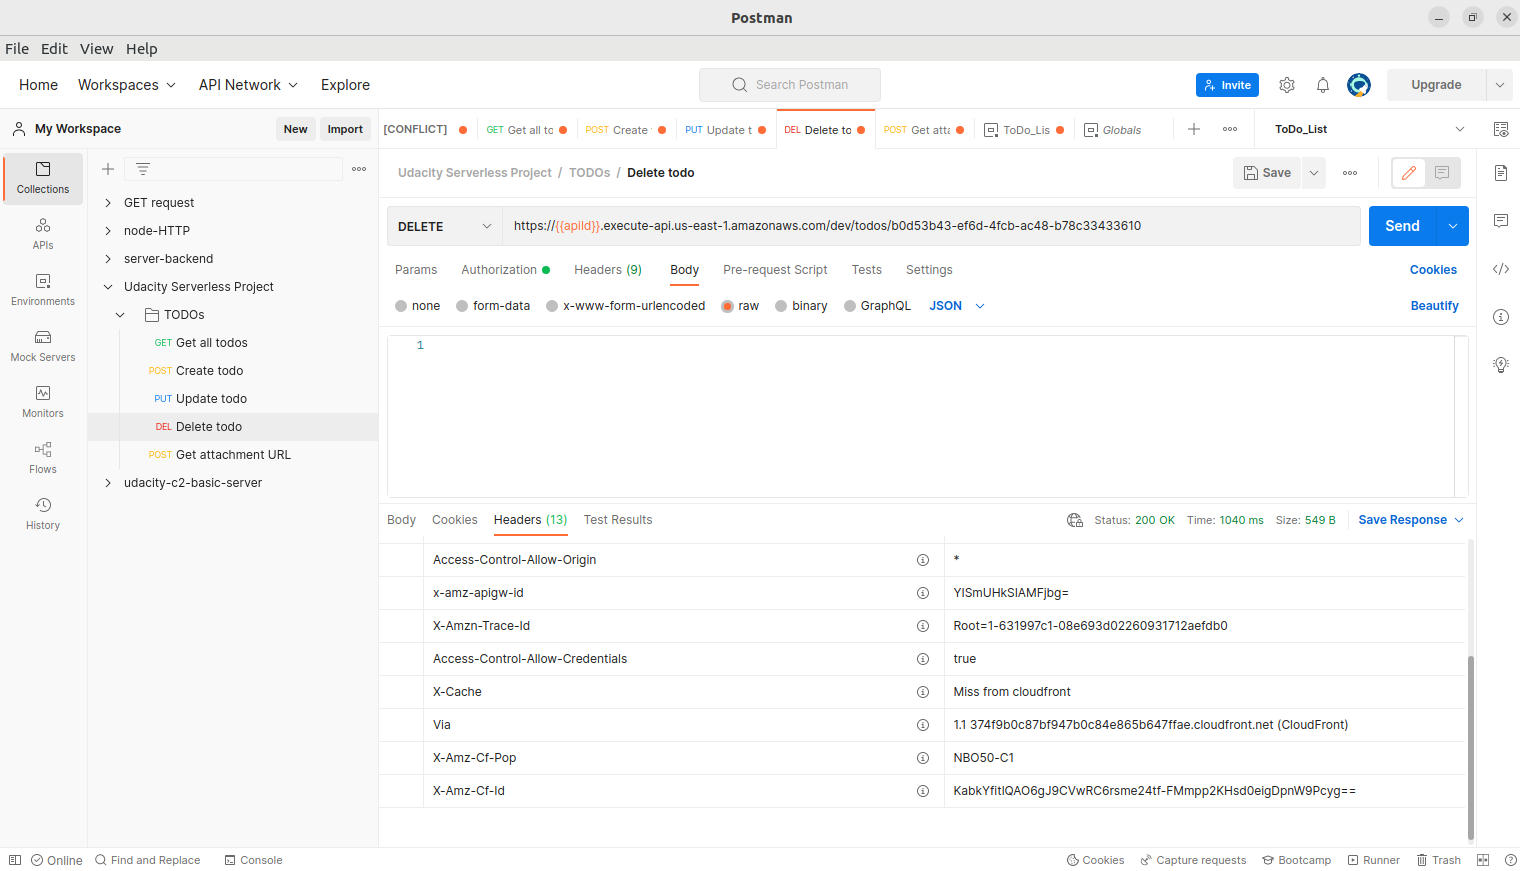 Postman
File Edit View Help
Home Workspaces API Network Explore Search Postman Invite Upgrade
My Workspace New Import
[CONFLICT] GET Get all to POST Create PUT Update t DEL Delete to POST Get atta ToDo_Lis Globals ToDo_List
Collections
APIs
Environments
Mock Servers
Monitors
Flows
History
GET request
node-HTTP
server-backend
Udacity Serverless Project
TODOs
GET Get all todos
POST Create todo
PUT Update todo
DEL Delete todo
POST Get attachment URL
udacity-c2-basic-server
Udacity Serverless Project / TODOs / Delete todo Save
DELETE https://{{apiId}}.execute-api.us-east-1.amazonaws.com/dev/todos/b0d53b43-ef6d-4fcb-ac48-b78c33433610 Send
Params Authorization Headers (9) Body Pre-request Script Tests Settings Cookies
none form-data x-www-form-urlencoded raw binary GraphQL JSON Beautify
1
Body Cookies Headers (13) Test Results Status: 200 OK Time: 1040 ms Size: 549 B Save Response
Access-Control-Allow-Origin *
x-amz-apigw-id YISmUHkSIAMFjbg=
X-Amzn-Trace-Id Root=1-631997c1-08e693d02260931712aefdb0
Access-Control-Allow-Credentials true
X-Cache Miss from cloudfront
Via 1.1 374f9b0c87bf947b0c84e865b647ffae.cloudfront.net (CloudFront)
X-Amz-Cf-Pop NBO50-C1
X-Amz-Cf-Id KabkYfitIQAO6gJ9CVwRC6rsme24tf-FMmpp2KHsd0eigDpnW9Pcyg==
Online Find and Replace Console Cookies Capture requests Bootcamp Runner Trash